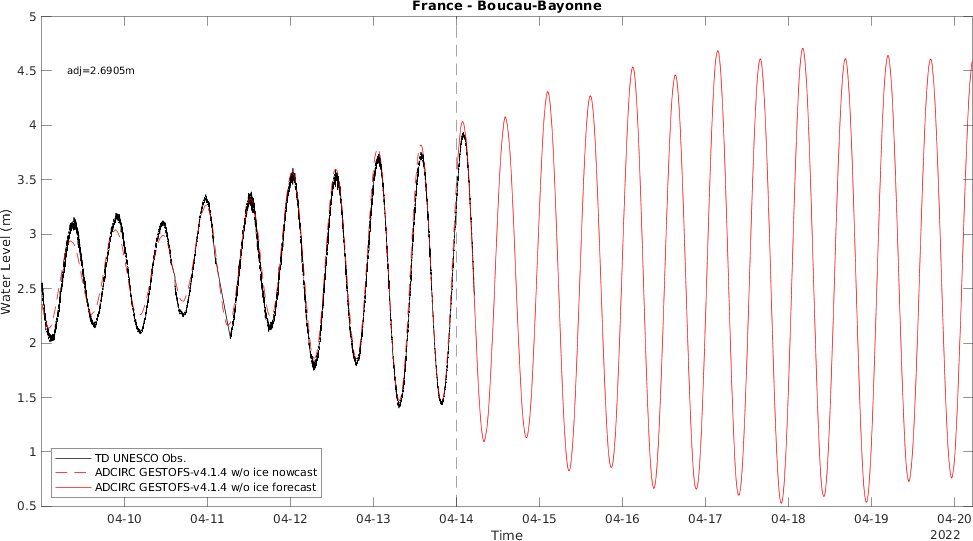 France - Boucau-Bayonne
5
4.5
4
3.5
3
2.5
2
1.5
1
0.5
Water Level (m)
adj=2.6905m
TD UNESCO Obs.
ADCIRC GESTOFS-v4.1.4 w/o ice nowcast
ADCIRC GESTOFS-v4.1.4 w/o ice forecast
04-10 04-11 04-12 04-13 04-14 04-15 04-16 04-17 04-18 04-19 04-20
Time
2022